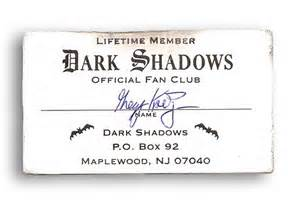 LIFETIME MEMBER
DARK SHADOWS
OFFICIAL FAN CLUB
NAME
DARK SHADOWS
P.O. BOX 92
MAPLEWOOD, NJ 07040